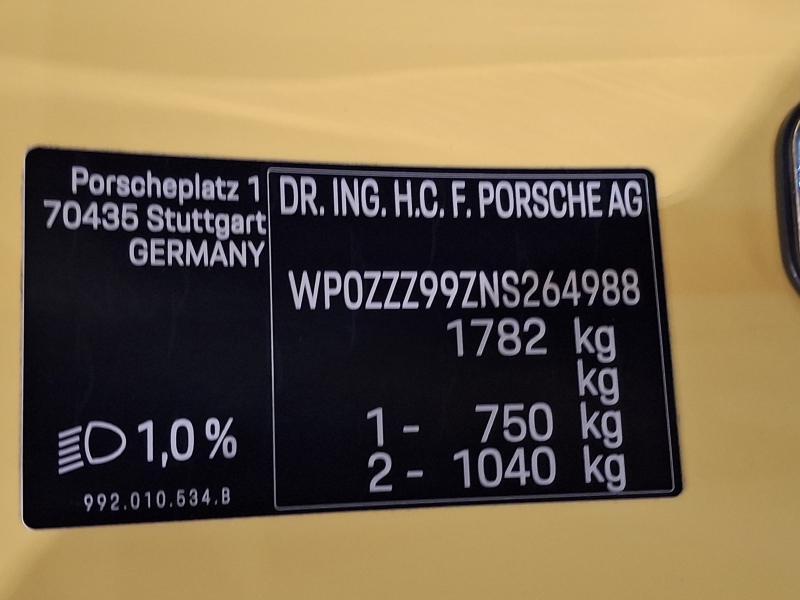 Porscheplatz 1
70435 Stuttgart
GERMANY
1,0 %
992.010.534.B
DR. ING. H.C. F. PORSCHE AG
WP0ZZZ99ZNS264988
1782 kg
kg
1 - 750 kg
2 - 1040 kg